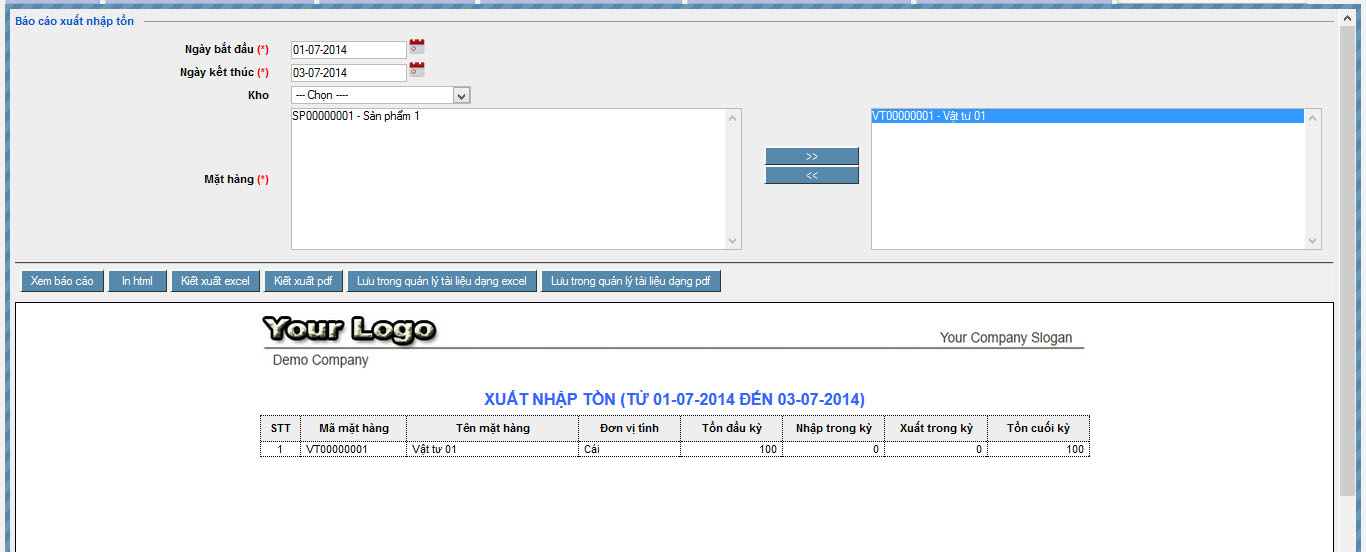 Báo cáo xuất nhập tồn
Ngày bắt đầu (*) 01-07-2014
Ngày kết thúc (*) 03-07-2014
Kho --- Chọn ----
SP00000001 - Sản phẩm 1
VT00000001 - Vật tư 01
>>
<<
Mặt hàng (*)
Xem báo cáo In html Kiết xuất excel Kiết xuất pdf Lưu trong quản lý tài liệu dạng excel Lưu trong quản lý tài liệu dạng pdf
Your Logo
Your Company Slogan
Demo Company
XUẤT NHẬP TỒN (TỪ 01-07-2014 ĐẾN 03-07-2014)
STT Mã mặt hàng Tên mặt hàng Đơn vị tính Tồn đầu kỳ Nhập trong kỳ Xuất trong kỳ Tồn cuối kỳ
1 VT00000001 Vật tư 01 Cái 100 0 0 100